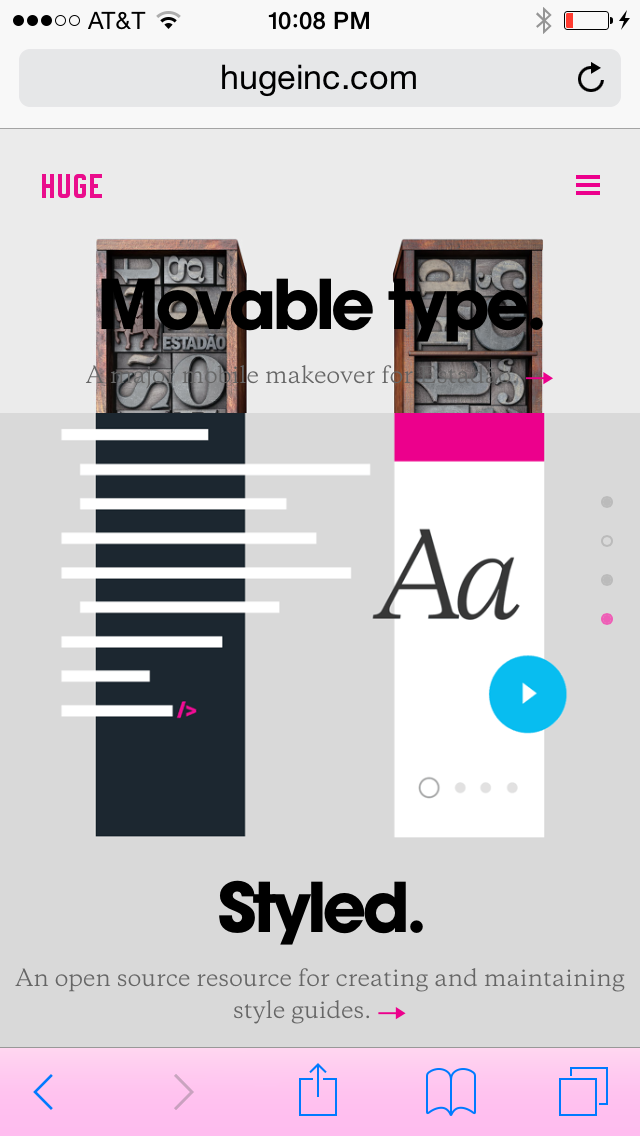 AT&T 10:08 PM
hugeinc.com
HUGE
ESTADÃO
Movable type.
A major mobile makeover for Estadão.
/>
Aa
Styled.
An open source resource for creating and maintaining
style guides.